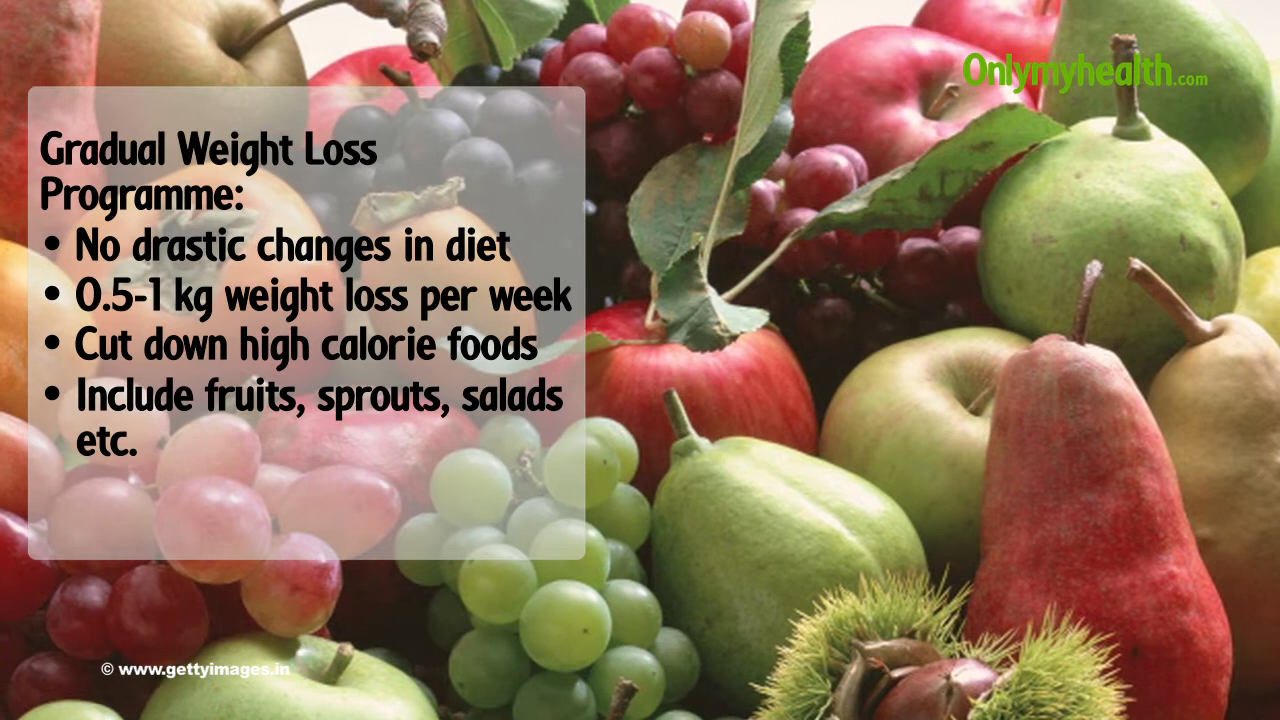 Onlymyhealth.com
Gradual Weight Loss
Programme:
• No drastic changes in diet
• 0.5-1 kg weight loss per week
• Cut down high calorie foods
• Include fruits, sprouts, salads
etc.
© www.gettyimages.in